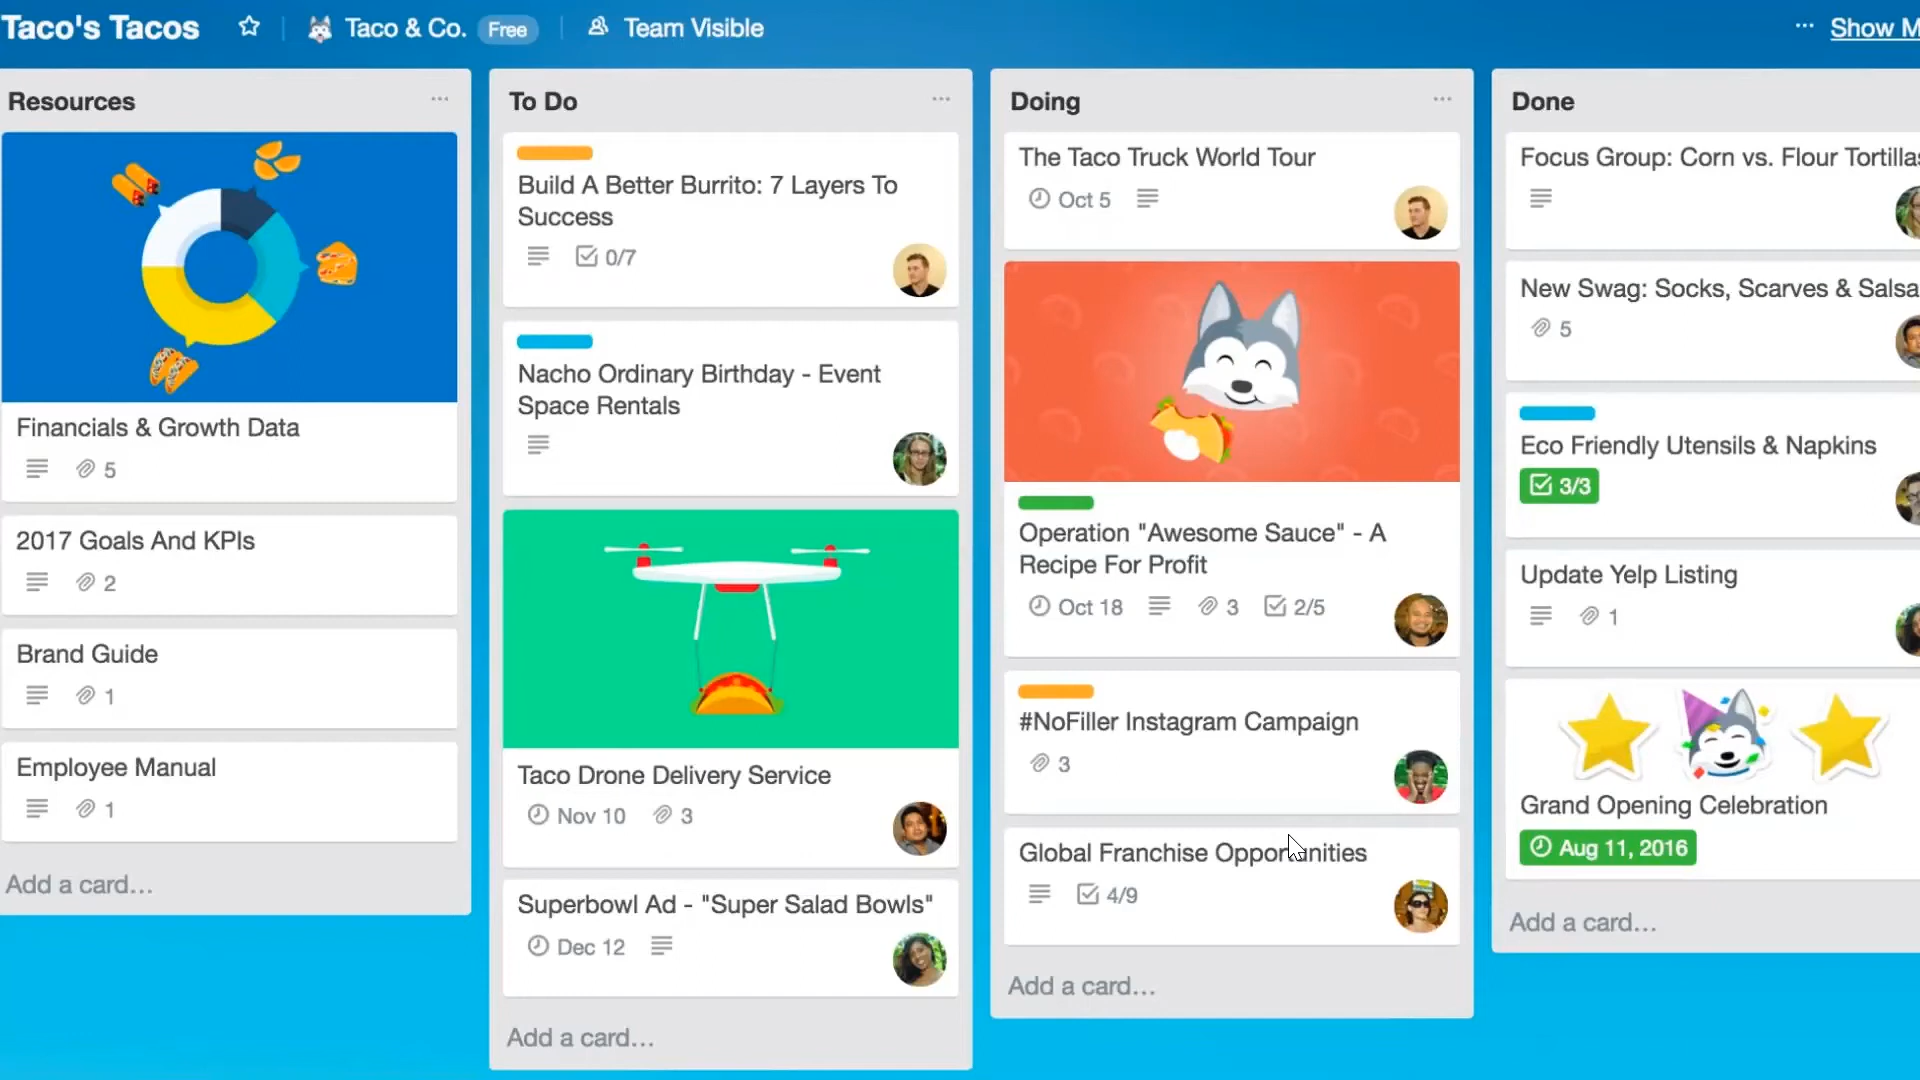 Taco's Tacos
Taco & Co. Free
Team Visible
... Show M
Resources
Financials & Growth Data
5
2017 Goals And KPIs
2
Brand Guide
1
Employee Manual
1
Add a card...
To Do
Build A Better Burrito: 7 Layers To
Success
0/7
Nacho Ordinary Birthday - Event
Space Rentals
Taco Drone Delivery Service
Nov 10 3
Superbowl Ad - "Super Salad Bowls"
Dec 12
Add a card...
Doing
The Taco Truck World Tour
Oct 5
Operation "Awesome Sauce" - A
Recipe For Profit
Oct 18 3 2/5
#NoFiller Instagram Campaign
3
Global Franchise Opportunities
4/9
Add a card...
Done
Focus Group: Corn vs. Flour Tortillas
New Swag: Socks, Scarves & Salsa
5
Eco Friendly Utensils & Napkins
3/3
Update Yelp Listing
1
Grand Opening Celebration
Aug 11, 2016
Add a card...